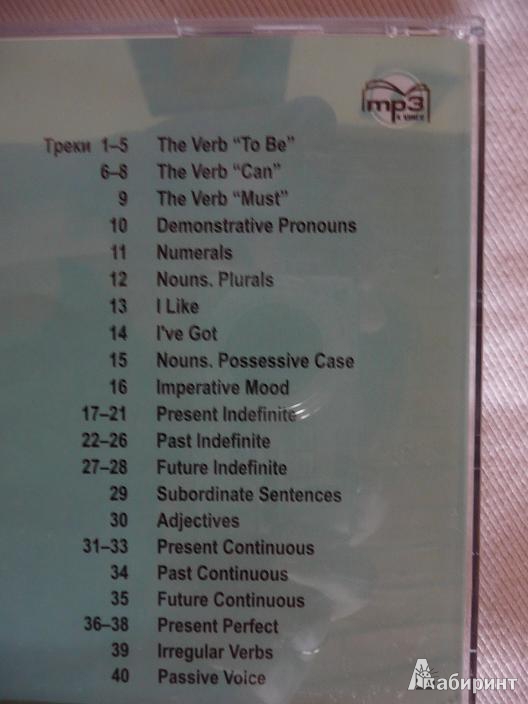 mp3
Треки 1–5 The Verb “To Be”
6–8 The Verb “Can”
9 The Verb “Must”
10 Demonstrative Pronouns
11 Numerals
12 Nouns. Plurals
13 I Like
14 I've Got
15 Nouns. Possessive Case
16 Imperative Mood
17–21 Present Indefinite
22–26 Past Indefinite
27–28 Future Indefinite
29 Subordinate Sentences
30 Adjectives
31–33 Present Continuous
34 Past Continuous
35 Future Continuous
36–38 Present Perfect
39 Irregular Verbs
40 Passive Voice
Лабиринт